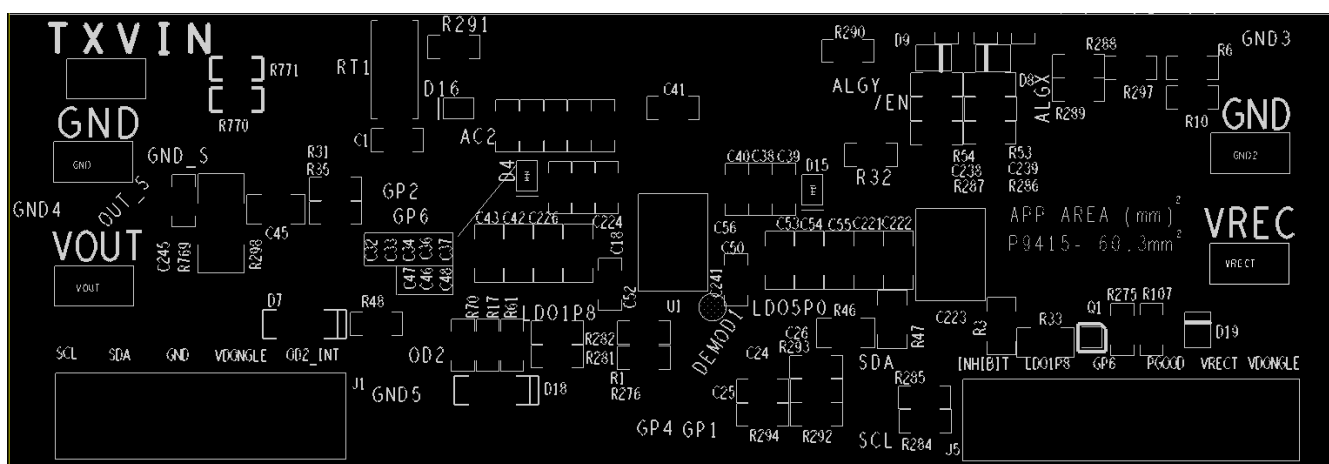 TXVIN
R291
R290
D9
R288
R6
GND3
R771
RT1
D8
D16
C41
ALGY
/EN
ALGX
R297
R289
GND
R770
C1
AC2
R10
GND
GND
GND_S
R31
R35
D4
C40
C38
C39
D15
R32
R54
C238
R287
R53
C239
R286
GND2
GP2
GP6
GND4
OUT_S
C43
C42
C224
C56
C53
C54
C55
C221
C222
APP AREA (mm)2
P9415- 60.3mm2
VREC
VOUT
C245
R769
R298
C45
C32
C33
C34
C36
C37
C18
C50
VRECT
VOUT
C47
C46
C48
C52
C241
D7
R48
R70
R17
R61
LDO1P8
U1
LDO5P0
R46
R47
C223
R3
R33
Q1
R275
R107
D19
OD2
R282
R281
DEMOD1
C26
R293
C24
SDA
SCL
SDA
GND
VDONGLE
OD2_INT
INHIBIT
LDO1P8
GP6
PGOOD
VRECT
VDONGLE
J1
GND5
D18
R1
R276
C25
R285
GP4
GP1
R294
R292
SCL
R284
J5